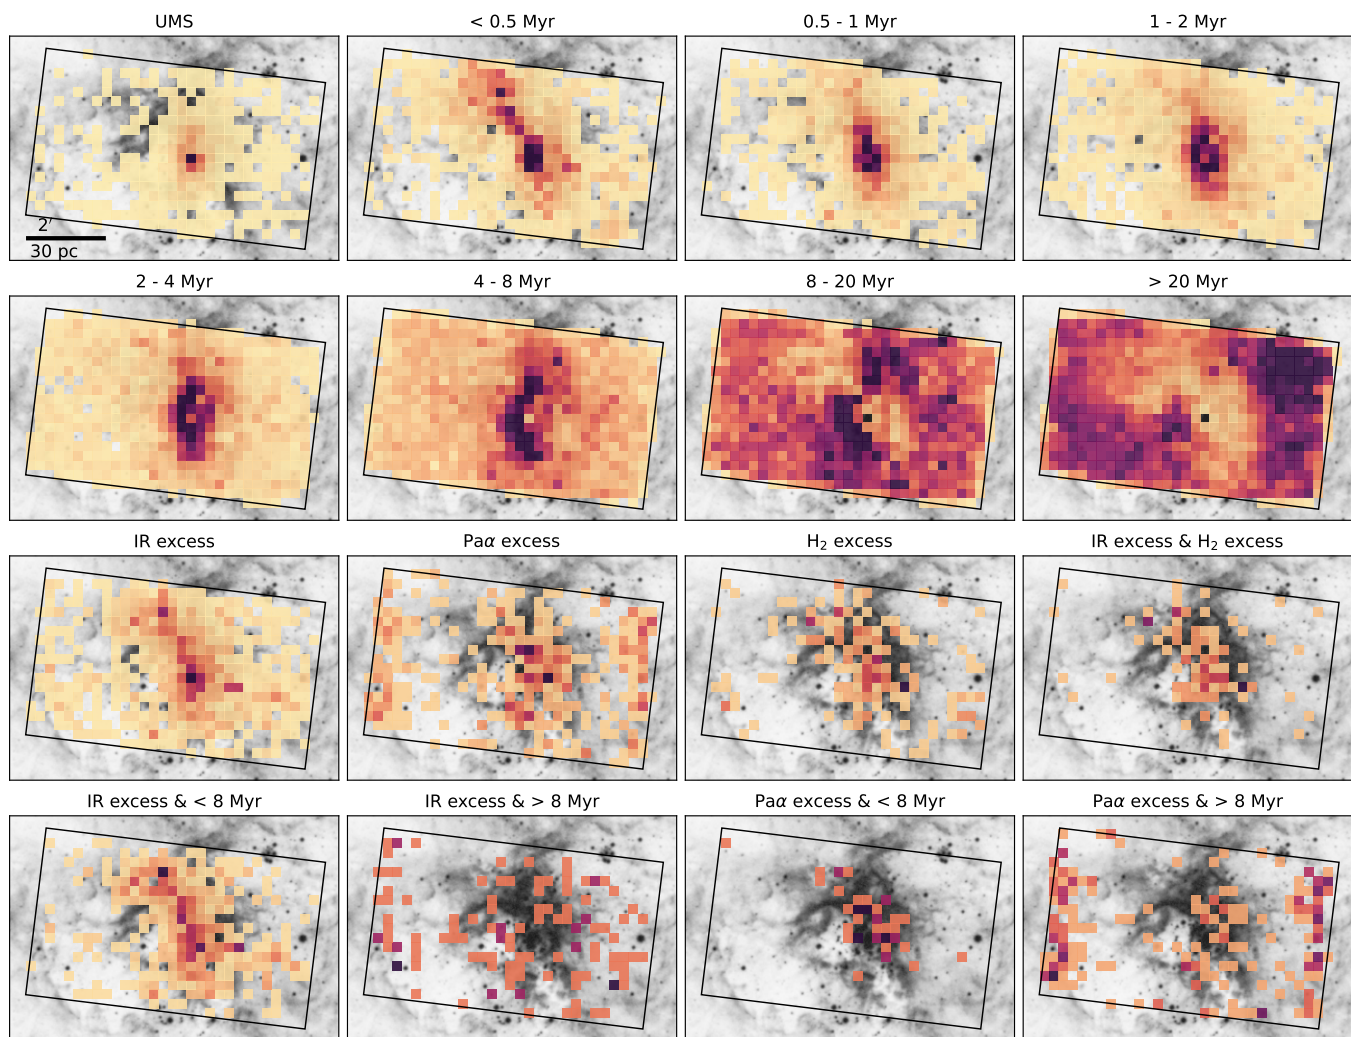 UMS
< 0.5 Myr
0.5 - 1 Myr
1 - 2 Myr
2′
30 pc
2 - 4 Myr
4 - 8 Myr
8 - 20 Myr
> 20 Myr
IR excess
Paα excess
H₂ excess
IR excess & H₂ excess
IR excess & < 8 Myr
IR excess & > 8 Myr
Paα excess & < 8 Myr
Paα excess & > 8 Myr